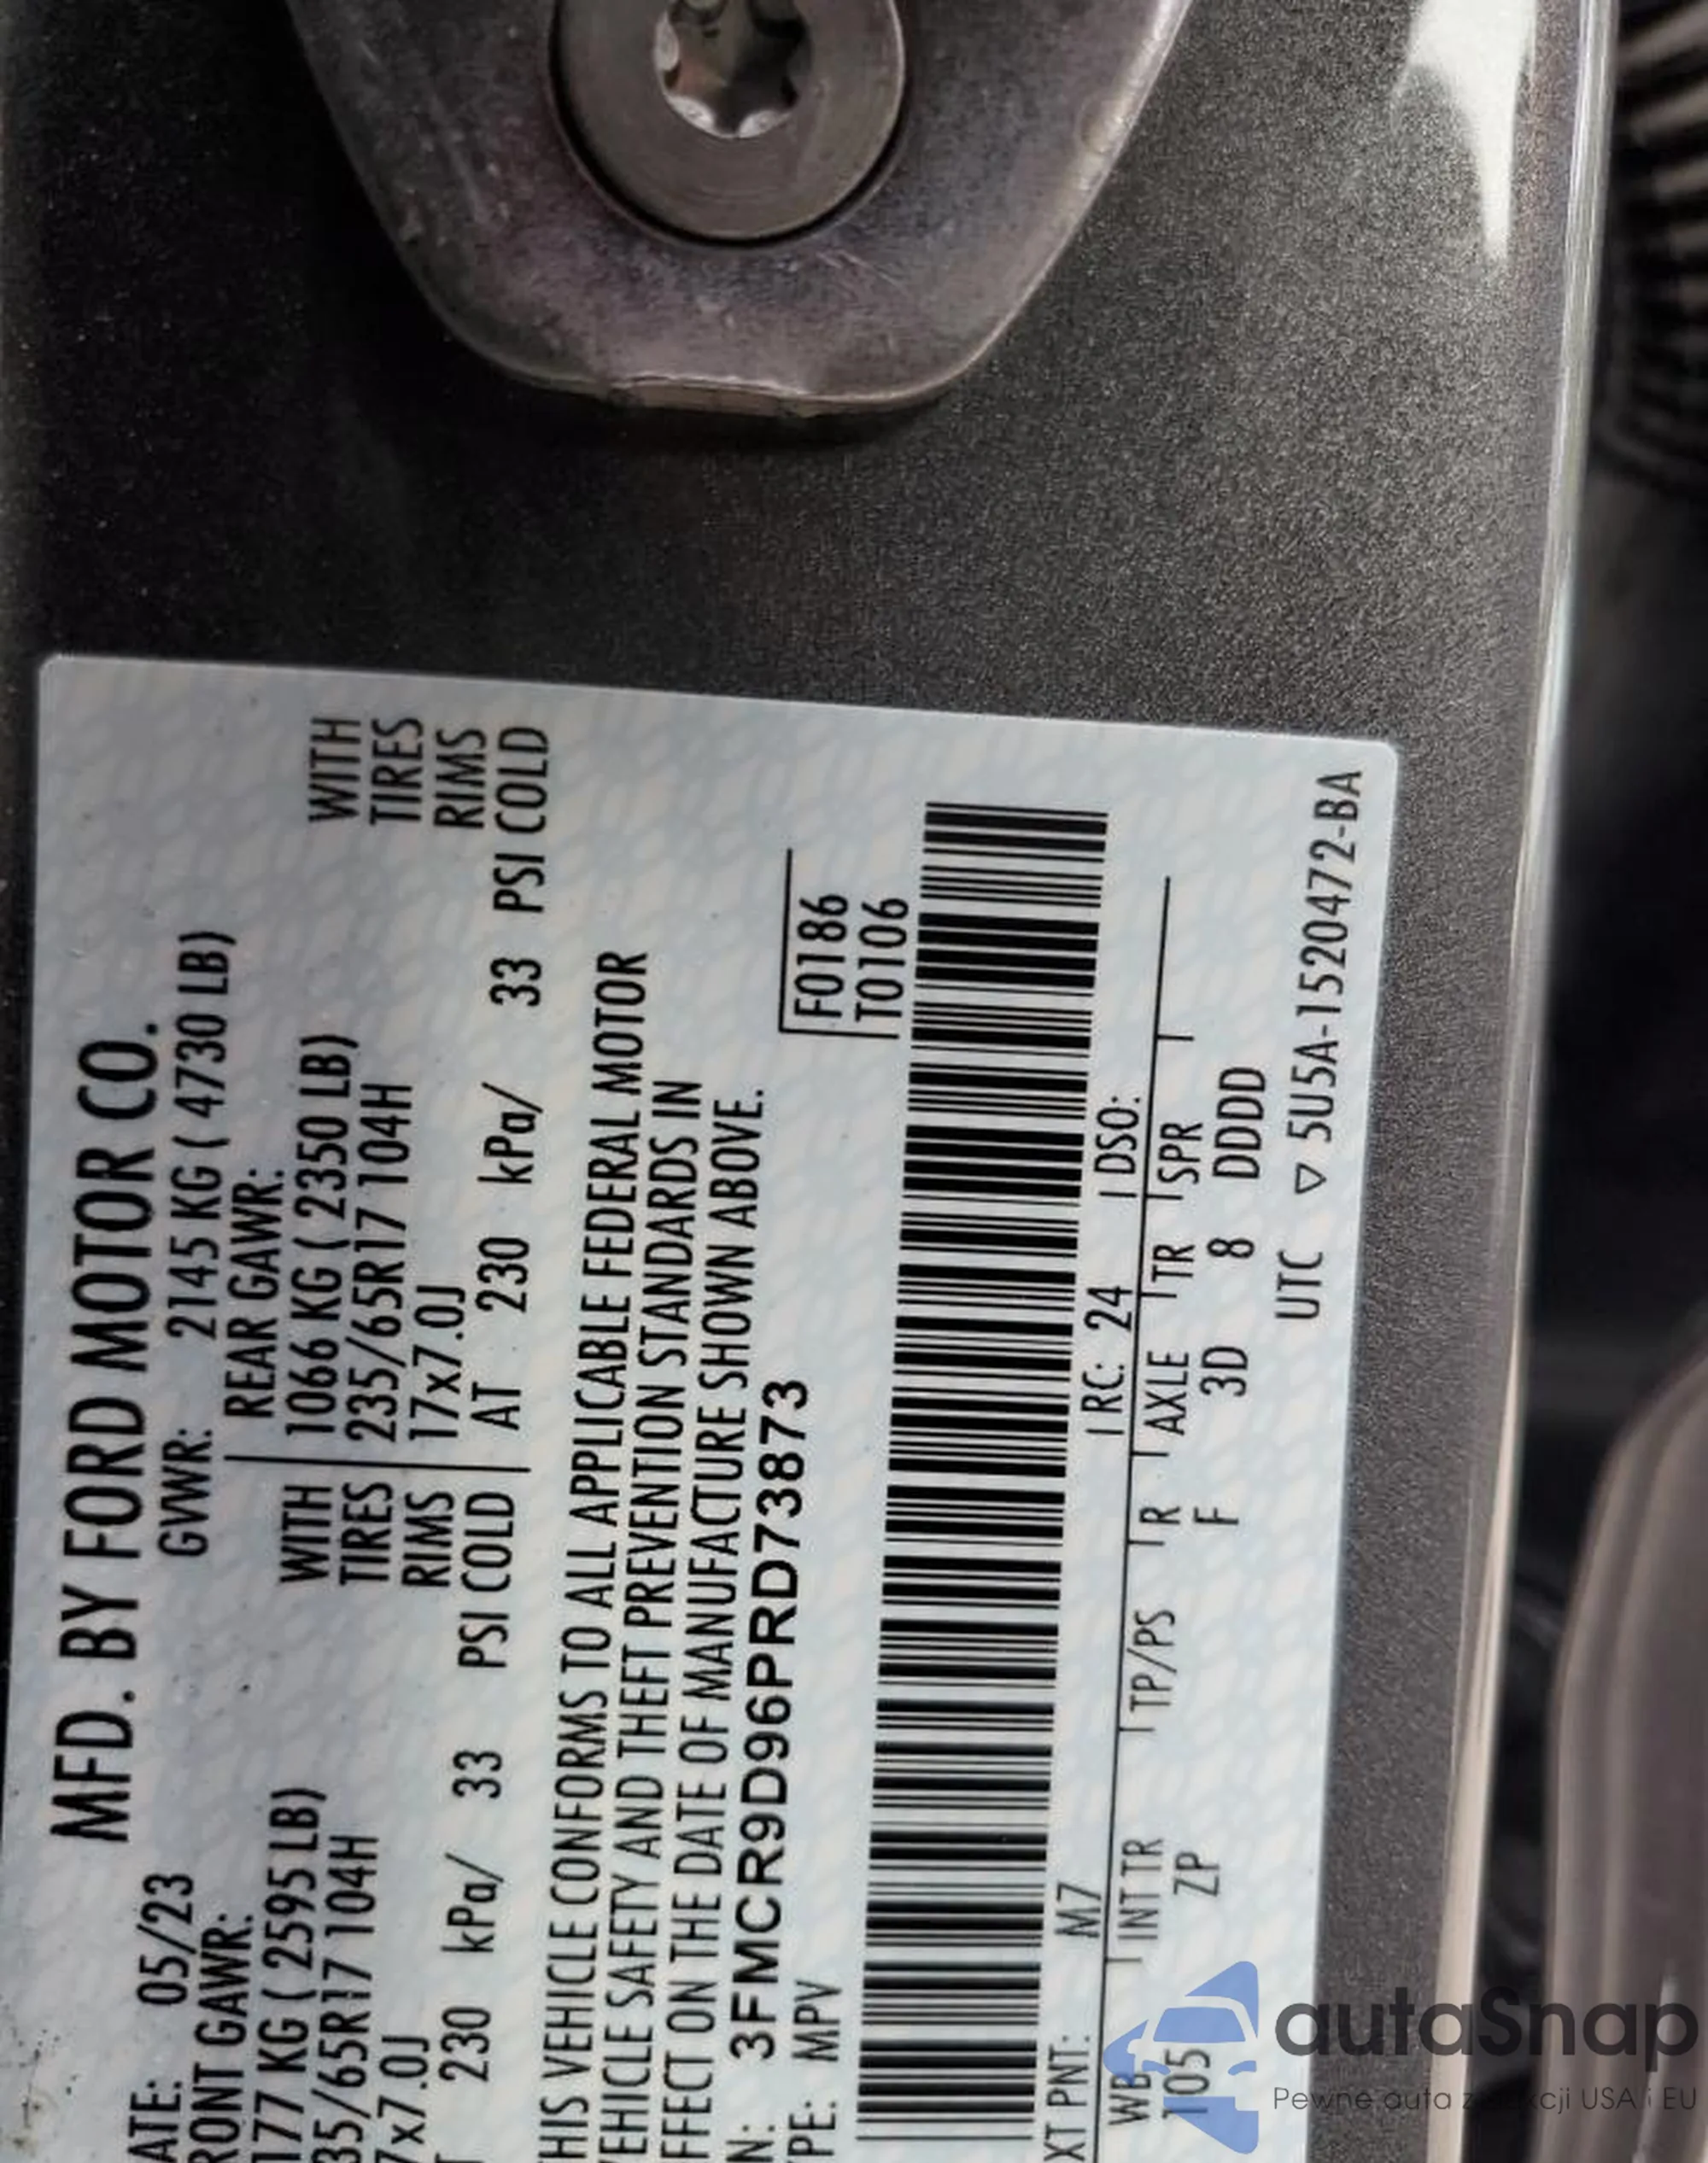 MFD. BY FORD MOTOR CO.
ATE: 05/23 GVWR: 2145 KG ( 4730 LB)
RONT GAWR: REAR GAWR:
177 KG ( 2595 LB) WITH 1066 KG ( 2350 LB) WITH
35/65R17 104H TIRES 235/65R17 104H TIRES
7x7.0J RIMS 17x7.0J RIMS
T 230 kPa/ 33 PSI COLD AT 230 kPa/ 33 PSI COLD
HIS VEHICLE CONFORMS TO ALL APPLICABLE FEDERAL MOTOR
EHICLE SAFETY AND THEFT PREVENTION STANDARDS IN
FFECT ON THE DATE OF MANUFACTURE SHOWN ABOVE.
N: 3FMCR9D96PRD73873
PE: MPV
F0186
T0106
XT PNT: M7 RC: 24 DSO:
WB INT TR TP/PS R AXLE TR SPR
105 ZP F 3D 8 DDDD
UTC ▽ 5U5A-1520472-BA
autaSnap
Pewne auta z aukcji USA i EU